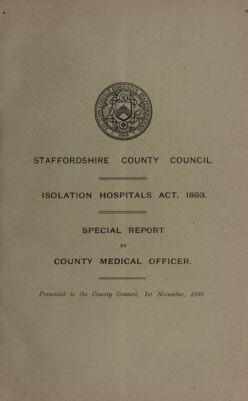 STAFFORDSHIRE COUNTY COUNCIL.
ISOLATION HOSPITALS ACT, 1893.
SPECIAL REPORT
BY
COUNTY MEDICAL OFFICER.
Presented to the County Council, 1st November,